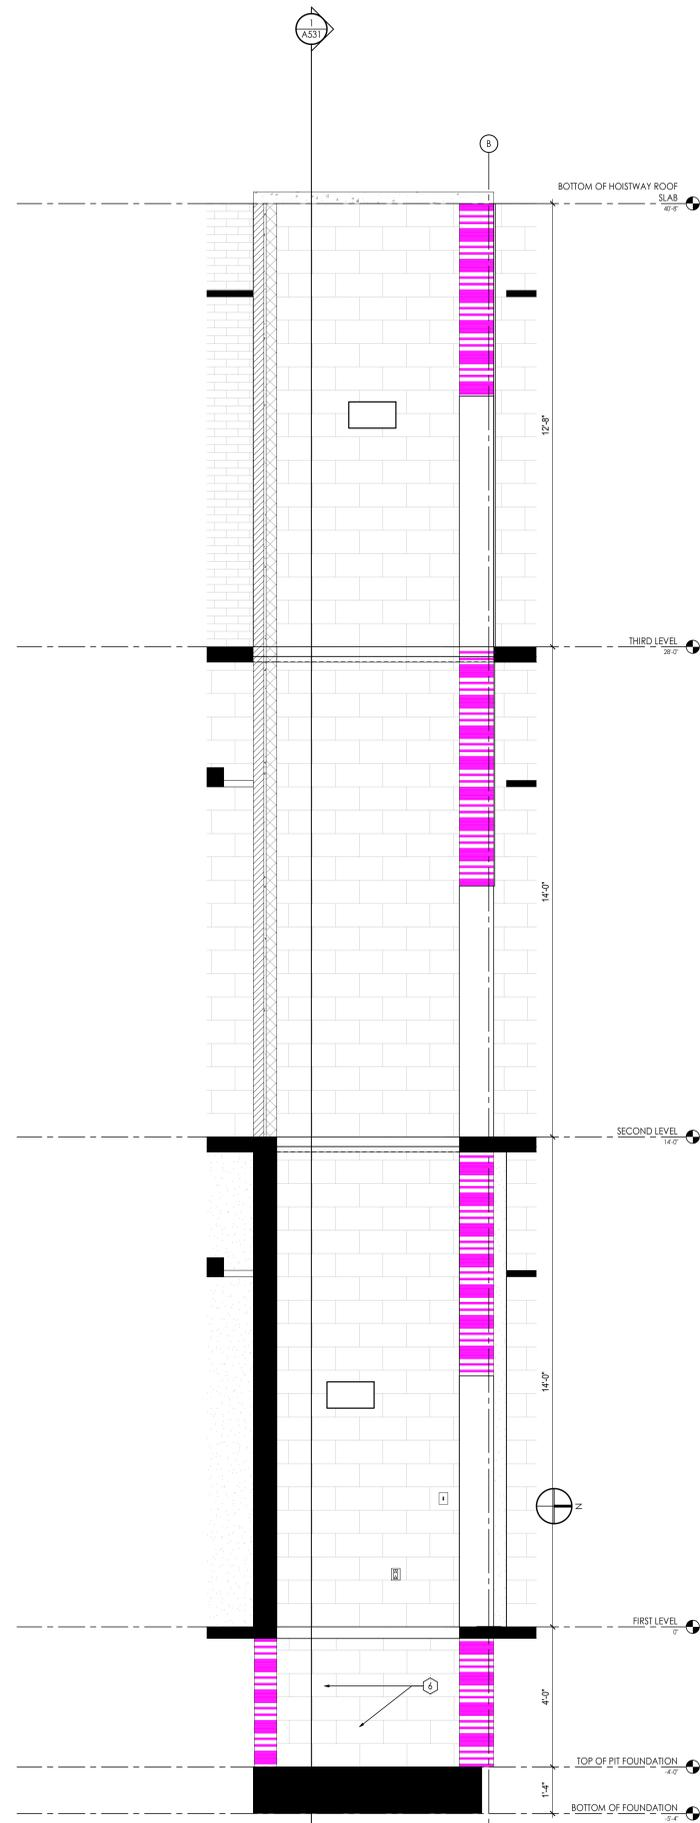 1
A531
B
BOTTOM OF HOISTWAY ROOF
SLAB
40'-8"
12'-8"
THIRD LEVEL
28'-0"
14'-0"
SECOND LEVEL
14'-0"
14'-0"
N
FIRST LEVEL
0"
6
4'-0"
TOP OF PIT FOUNDATION
-4'-0"
1'-4"
BOTTOM OF FOUNDATION
-5'-4"